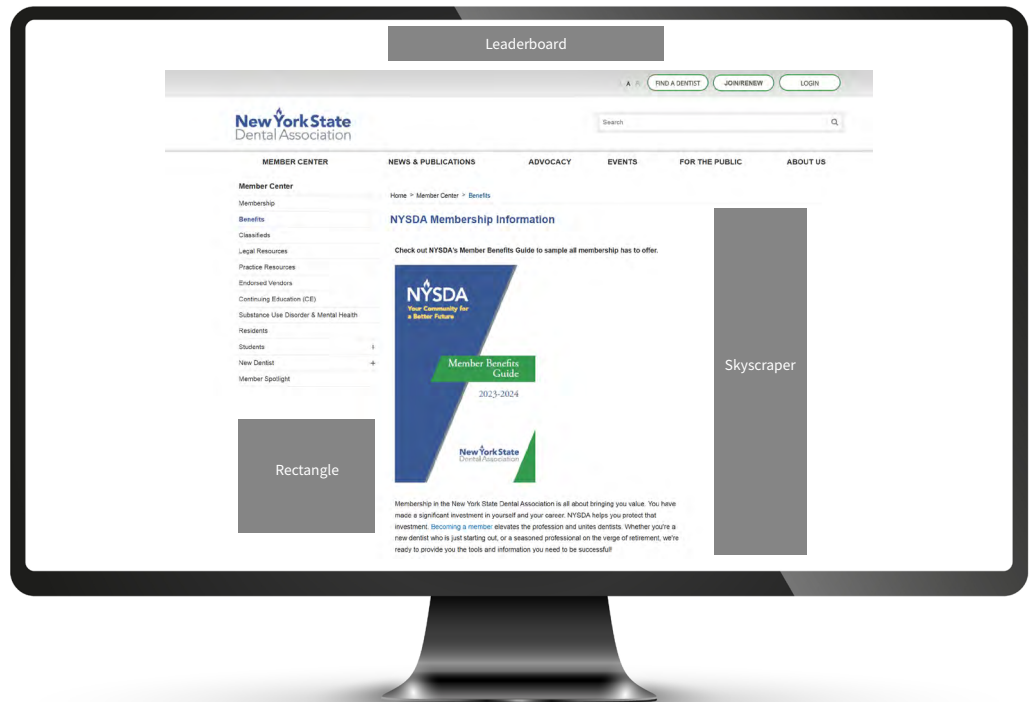 Leaderboard
A A FIND A DENTIST JOIN/RENEW LOGIN
New York State
Dental Association
Search
MEMBER CENTER NEWS & PUBLICATIONS ADVOCACY EVENTS FOR THE PUBLIC ABOUT US
Member Center
Membership
Benefits
Classifieds
Legal Resources
Practice Resources
Endorsed Vendors
Continuing Education (CE)
Substance Use Disorder & Mental Health
Residents
Students
New Dentist +
Member Spotlight
Rectangle
Home > Member Center > Benefits
NYSDA Membership Information
Check out NYSDA's Member Benefits Guide to sample all membership has to offer.
NYSDA
Your Community for
a Better Future
Member Benefits
Guide
2023-2024
New York State
Dental Association
Membership in the New York State Dental Association is all about bringing you value. You have
made a significant investment in yourself and your career. NYSDA helps you protect that
investment. Becoming a member elevates the profession and unites dentists. Whether you're a
new dentist who is just starting out, or a seasoned professional on the verge of retirement, we're
ready to provide you the tools and information you need to be successful!
Skyscraper